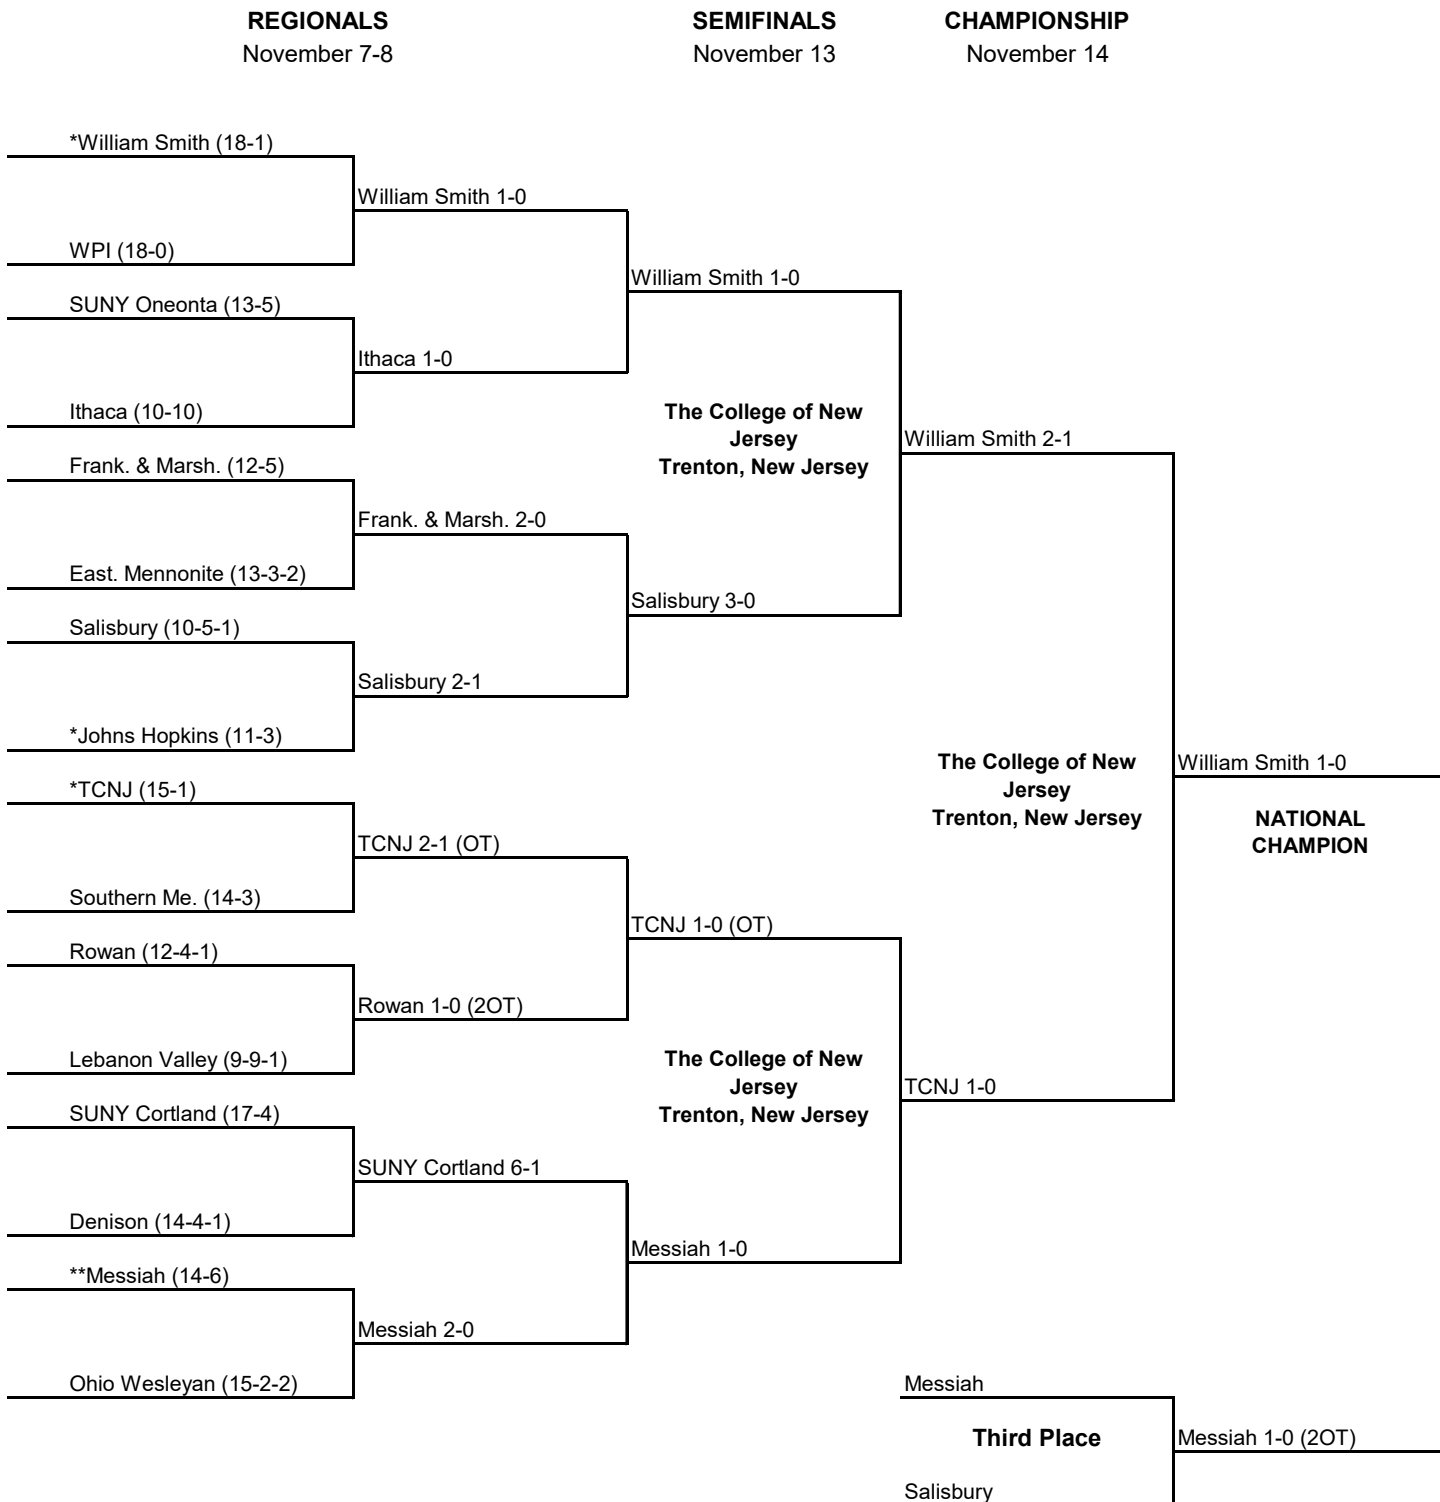 REGIONALS
November 7-8
SEMIFINALS
November 13
CHAMPIONSHIP
November 14
*William Smith (18-1)
William Smith 1-0
WPI (18-0)
William Smith 1-0
SUNY Oneonta (13-5)
Ithaca 1-0
Ithaca (10-10)
The College of New
Jersey
Trenton, New Jersey
William Smith 2-1
Frank. & Marsh. (12-5)
Frank. & Marsh. 2-0
East. Mennonite (13-3-2)
Salisbury 3-0
Salisbury (10-5-1)
Salisbury 2-1
*Johns Hopkins (11-3)
The College of New
Jersey
Trenton, New Jersey
William Smith 1-0
NATIONAL
CHAMPION
*TCNJ (15-1)
TCNJ 2-1 (OT)
Southern Me. (14-3)
TCNJ 1-0 (OT)
Rowan (12-4-1)
Rowan 1-0 (2OT)
Lebanon Valley (9-9-1)
The College of New
Jersey
Trenton, New Jersey
TCNJ 1-0
SUNY Cortland (17-4)
SUNY Cortland 6-1
Denison (14-4-1)
Messiah 1-0
**Messiah (14-6)
Messiah 2-0
Ohio Wesleyan (15-2-2)
Messiah
Third Place
Messiah 1-0 (2OT)
Salisbury